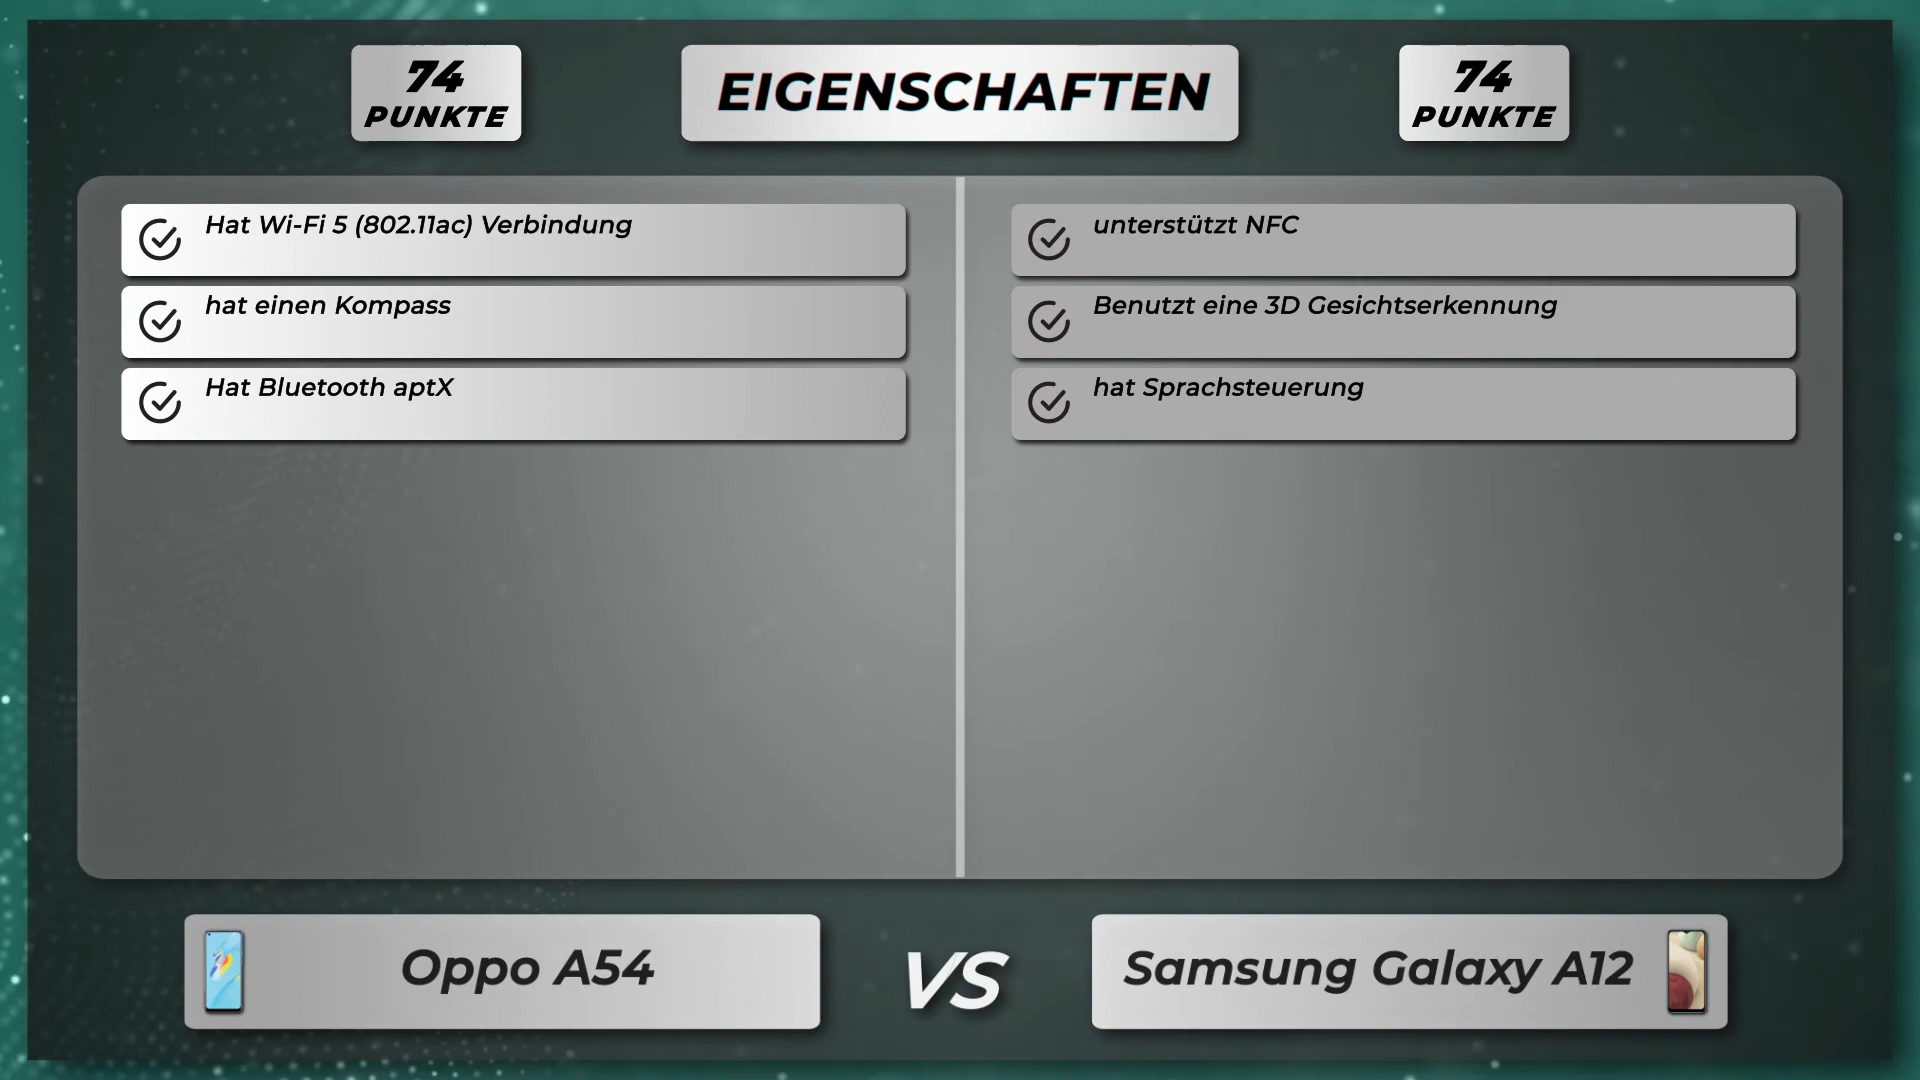 74
PUNKTE
EIGENSCHAFTEN
74
PUNKTE
Hat Wi-Fi 5 (802.11ac) Verbindung
hat einen Kompass
Hat Bluetooth aptX
unterstützt NFC
Benutzt eine 3D Gesichtserkennung
hat Sprachsteuerung
Oppo A54
VS
Samsung Galaxy A12